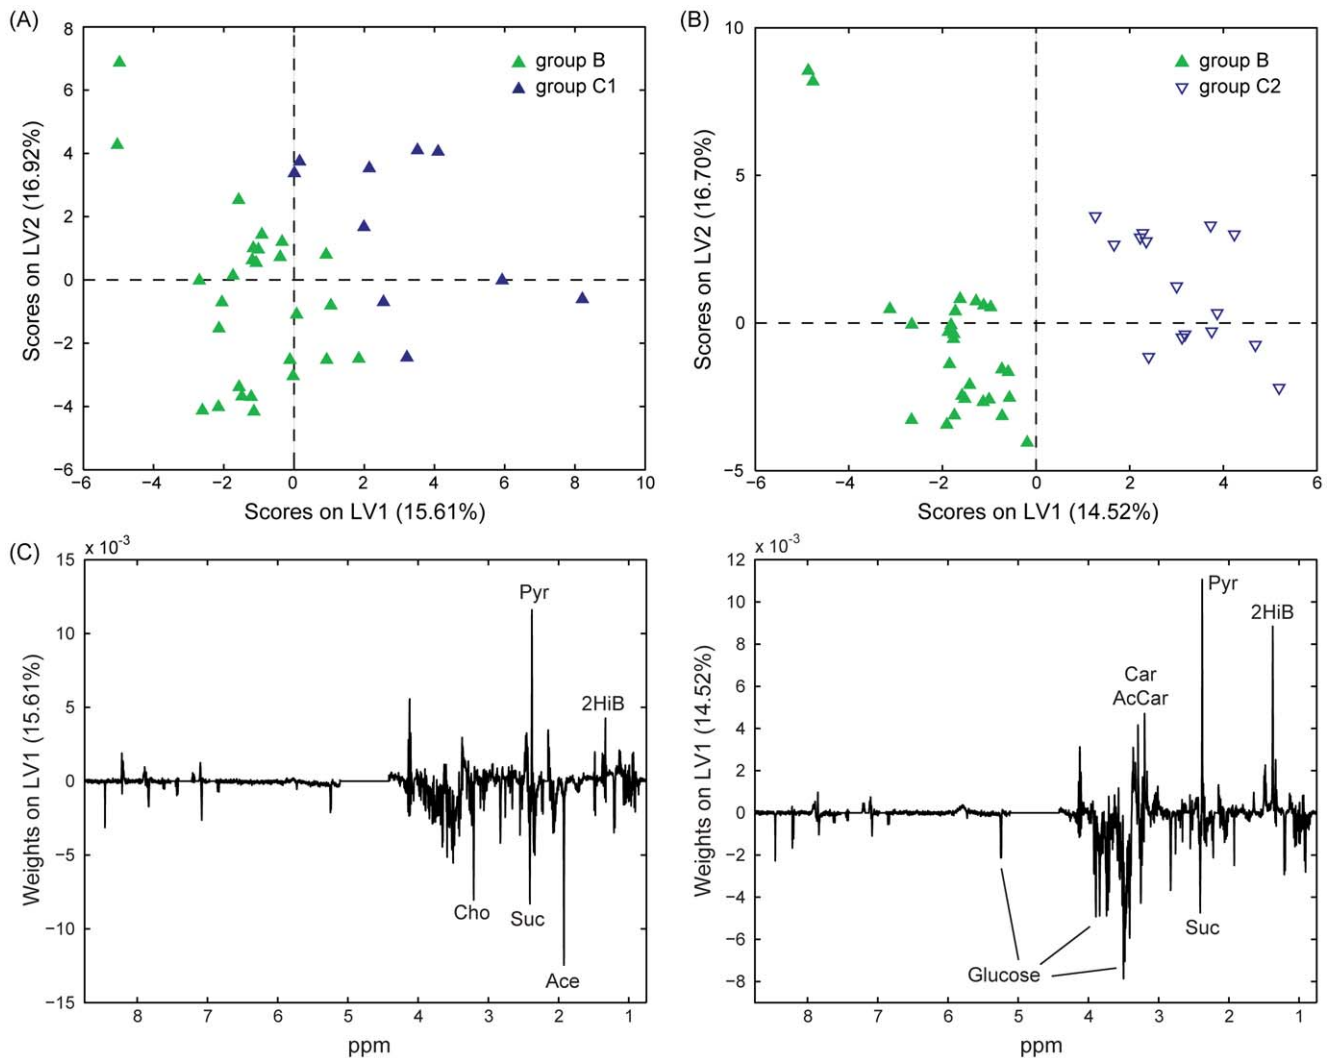 (A)
8
6
4
2
0
−2
−4
−6
−6
−4
−2
0
2
4
6
8
10
Scores on LV2 (16.92%)
Scores on LV1 (15.61%)
group B
group C1
(B)
10
5
0
−5
−6
−4
−2
0
2
4
6
Scores on LV2 (16.70%)
Scores on LV1 (14.52%)
group B
group C2
(C)
x 10-3
15
10
5
0
−5
−10
−15
8
7
6
5
4
3
2
1
Weights on LV1 (15.61%)
ppm
Pyr
2HiB
Cho
Suc
Ace
x 10-3
12
10
8
6
4
2
0
−2
−4
−6
−8
8
7
6
5
4
3
2
1
Weights on LV1 (14.52%)
ppm
Pyr
2HiB
Car
AcCar
Suc
Glucose